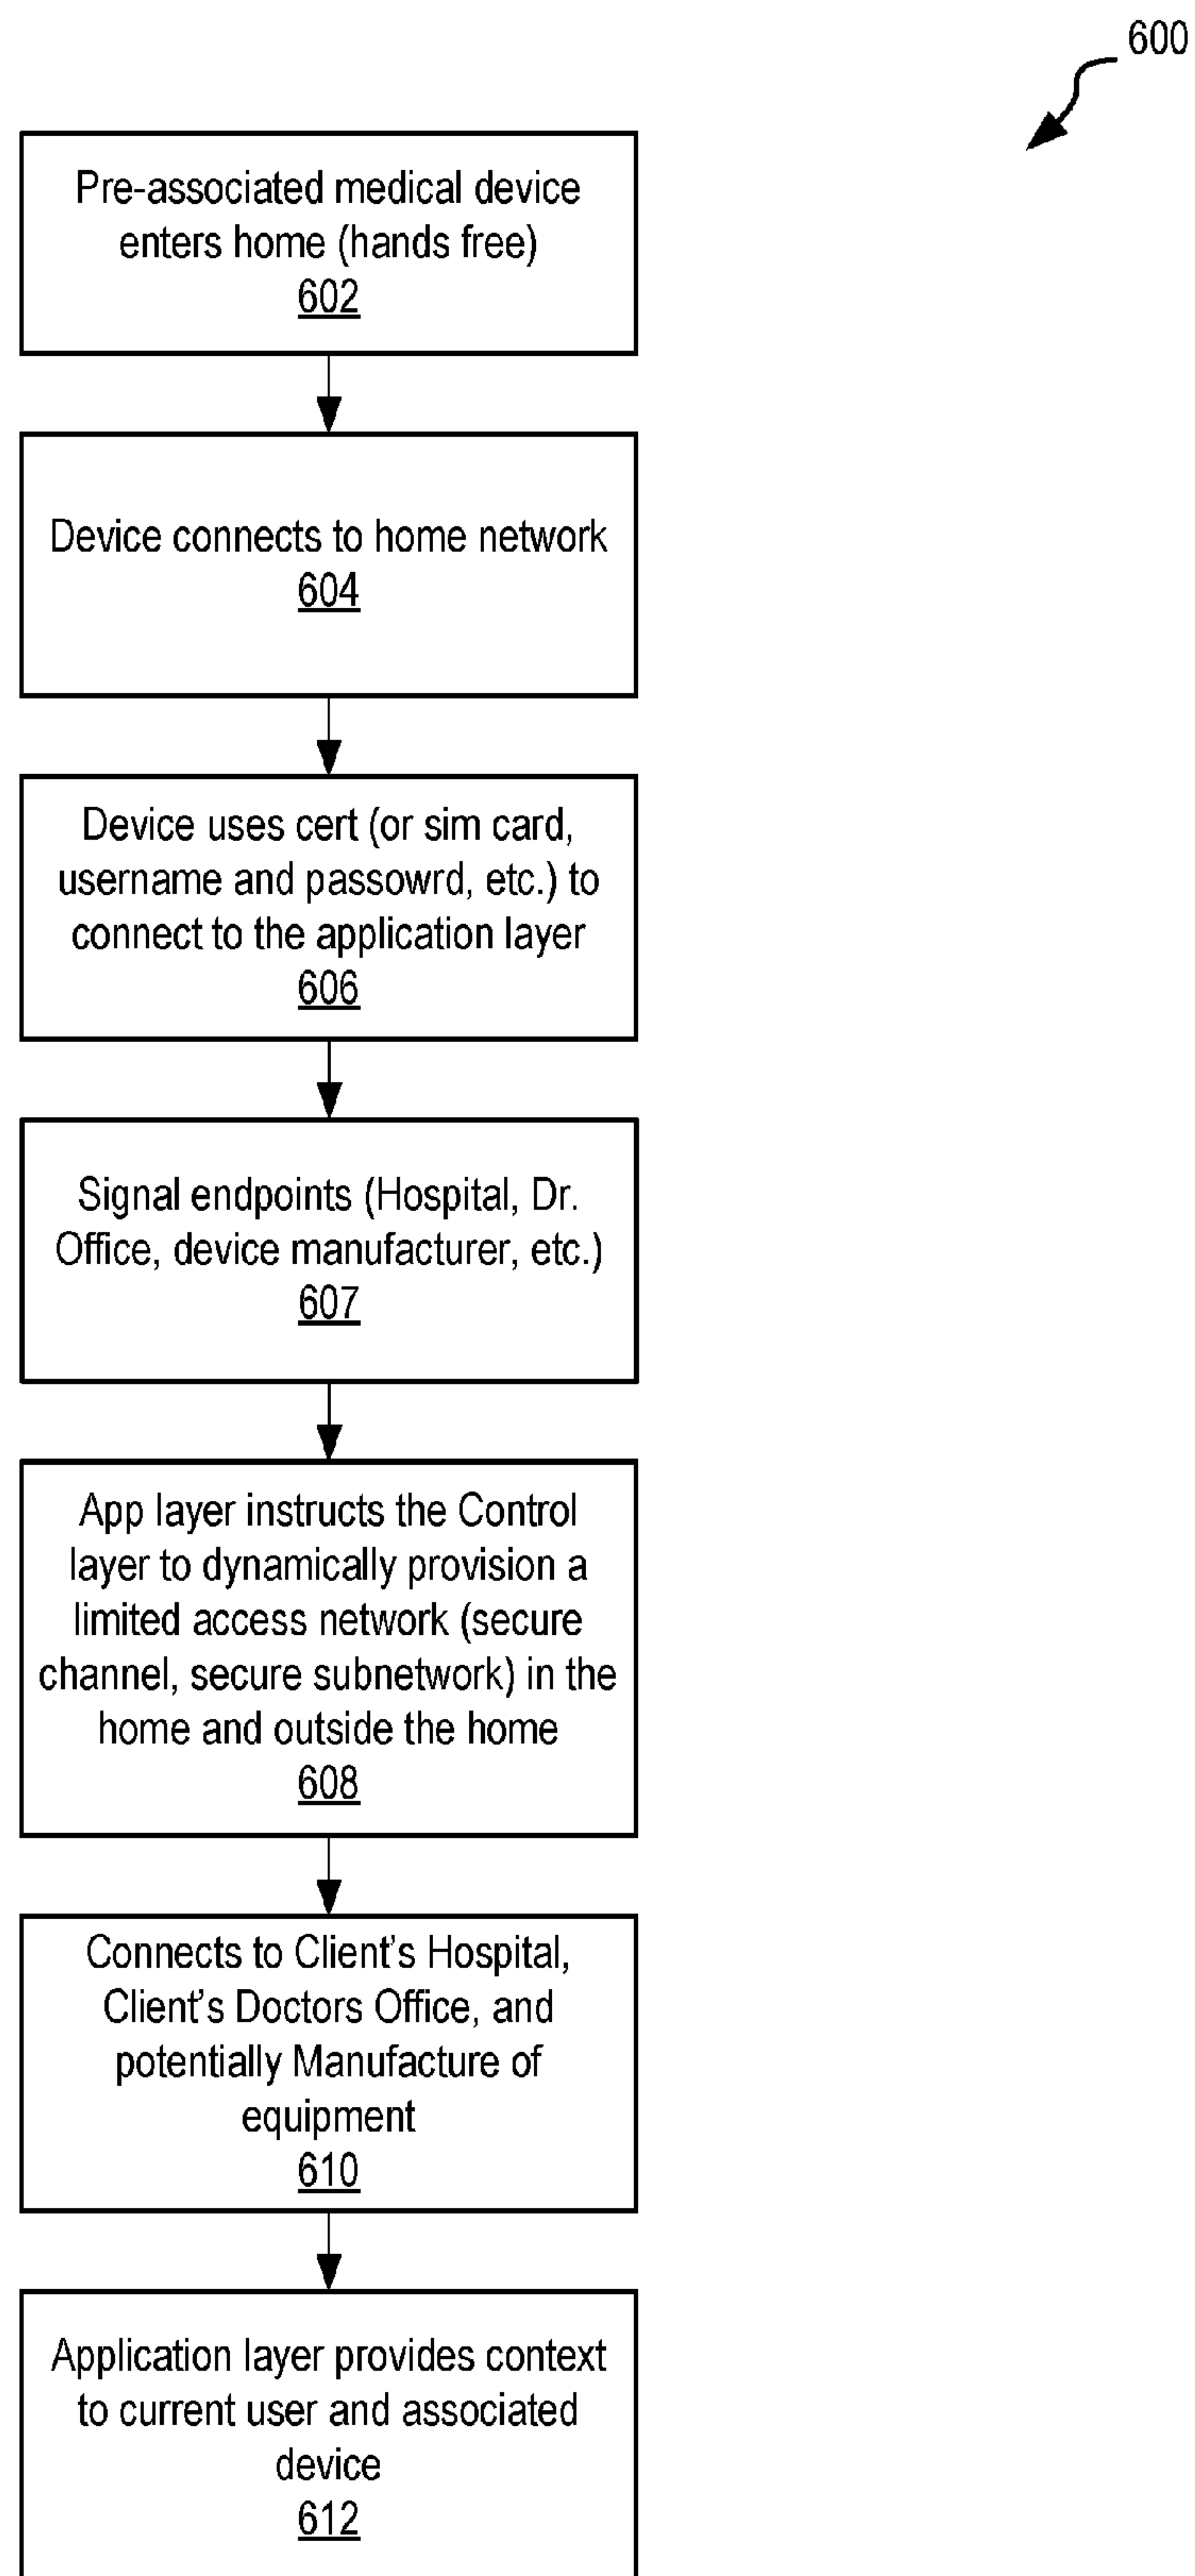 600
Pre-associated medical device
enters home (hands free)
602
Device connects to home network
604
Device uses cert (or sim card,
username and passowrd, etc.) to
connect to the application layer
606
Signal endpoints (Hospital, Dr.
Office, device manufacturer, etc.)
607
App layer instructs the Control
layer to dynamically provision a
limited access network (secure
channel, secure subnetwork) in the
home and outside the home
608
Connects to Client’s Hospital,
Client’s Doctors Office, and
potentially Manufacture of
equipment
610
Application layer provides context
to current user and associated
device
612